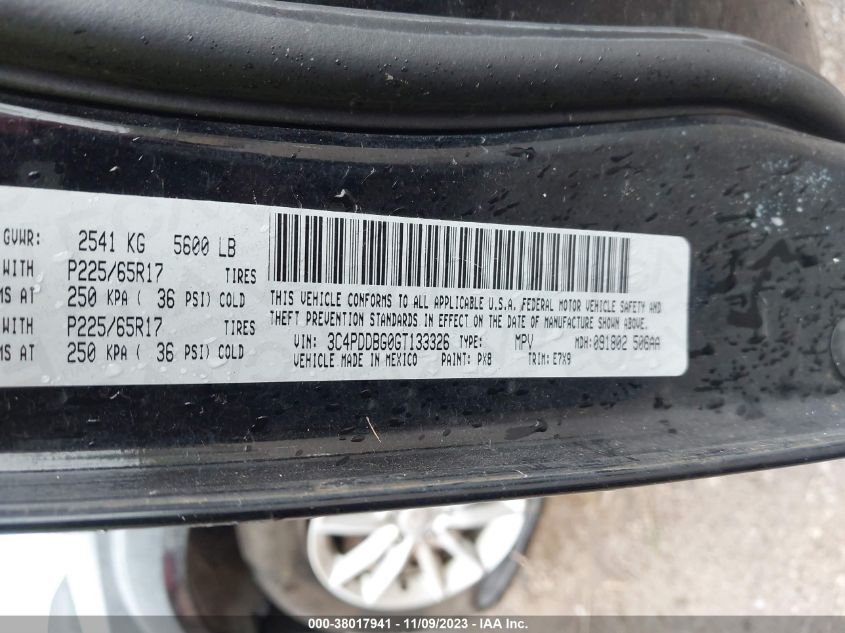 GVWR: 2541 KG 5600 LB
WITH P225/65R17 TIRES
MS AT 250 KPA ( 36 PSI) COLD
WITH P225/65R17 TIRES
MS AT 250 KPA ( 36 PSI) COLD
THIS VEHICLE CONFORMS TO ALL APPLICABLE U.S.A. FEDERAL MOTOR VEHICLE SAFETY AND
THEFT PREVENTION STANDARDS IN EFFECT ON THE DATE OF MANUFACTURE SHOWN ABOVE.
VIN: 3C4PDDBG0GT133326 TYPE: MPV MDH: 091802 506AA
VEHICLE MADE IN MEXICO PAINT: PX8 TRIM: E7X9
000-38017941 - 11/09/2023 - IAA Inc.